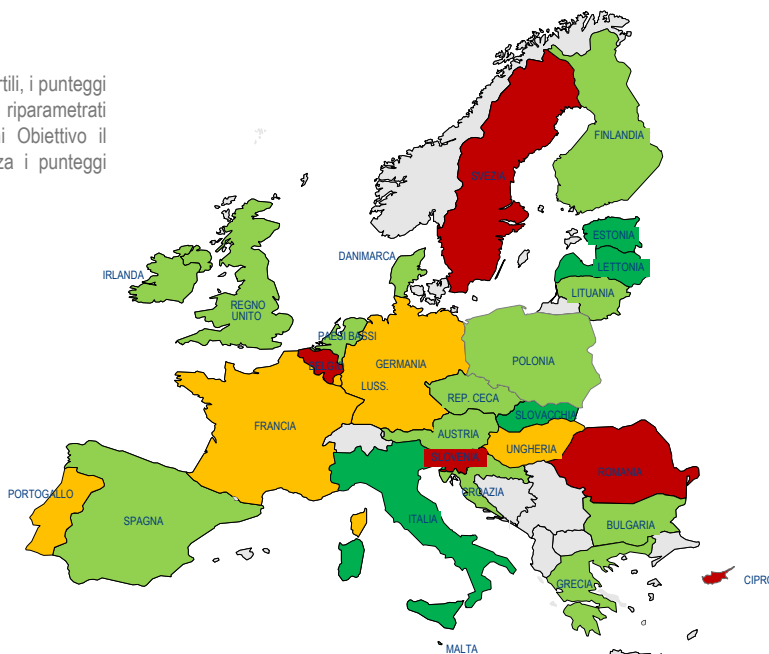 rtili, i punteggi
riparametrati
i Obiettivo il
za i punteggi
FINLANDIA
SVEZIA
ESTONIA
LETTONIA
LITUANIA
DANIMARCA
IRLANDA
REGNO
UNITO
PAESI BASSI
BELGIO
GERMANIA
LUSS.
POLONIA
REP. CECA
SLOVACCHIA
FRANCIA
AUSTRIA
UNGHERIA
SLOVENIA
ROMANIA
CROAZIA
PORTOGALLO
SPAGNA
ITALIA
BULGARIA
GRECIA
CIPRO
MALTA